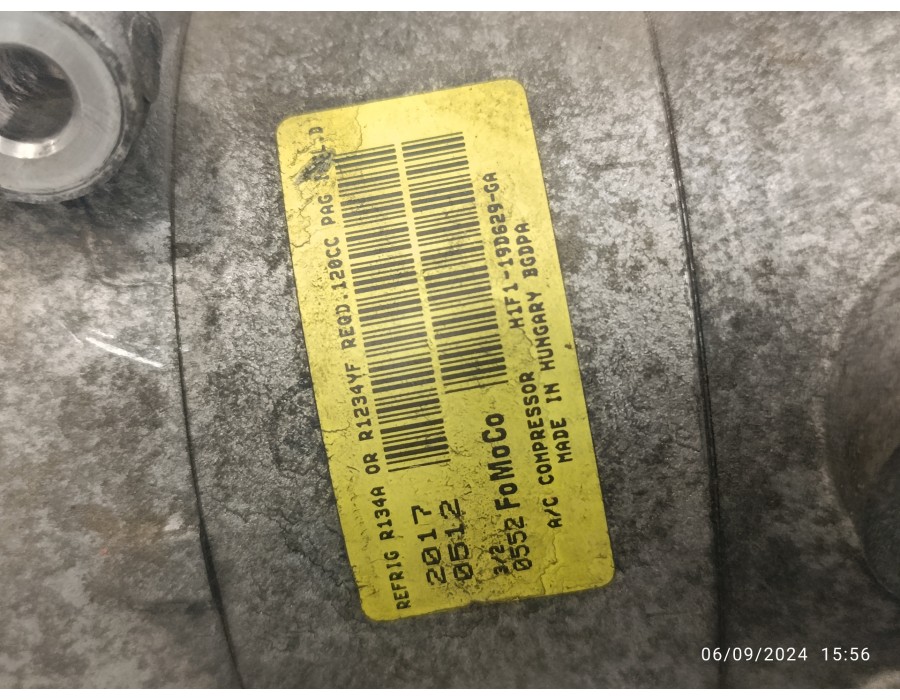 REFRIG R134A OR R1234YF REQD.120CC PAG
2017
0512
3/2
0552 FoMoCo
H1F1-19D629-GA
A/C COMPRESSOR
MADE IN HUNGARY BGDPA
06/09/2024 15:56